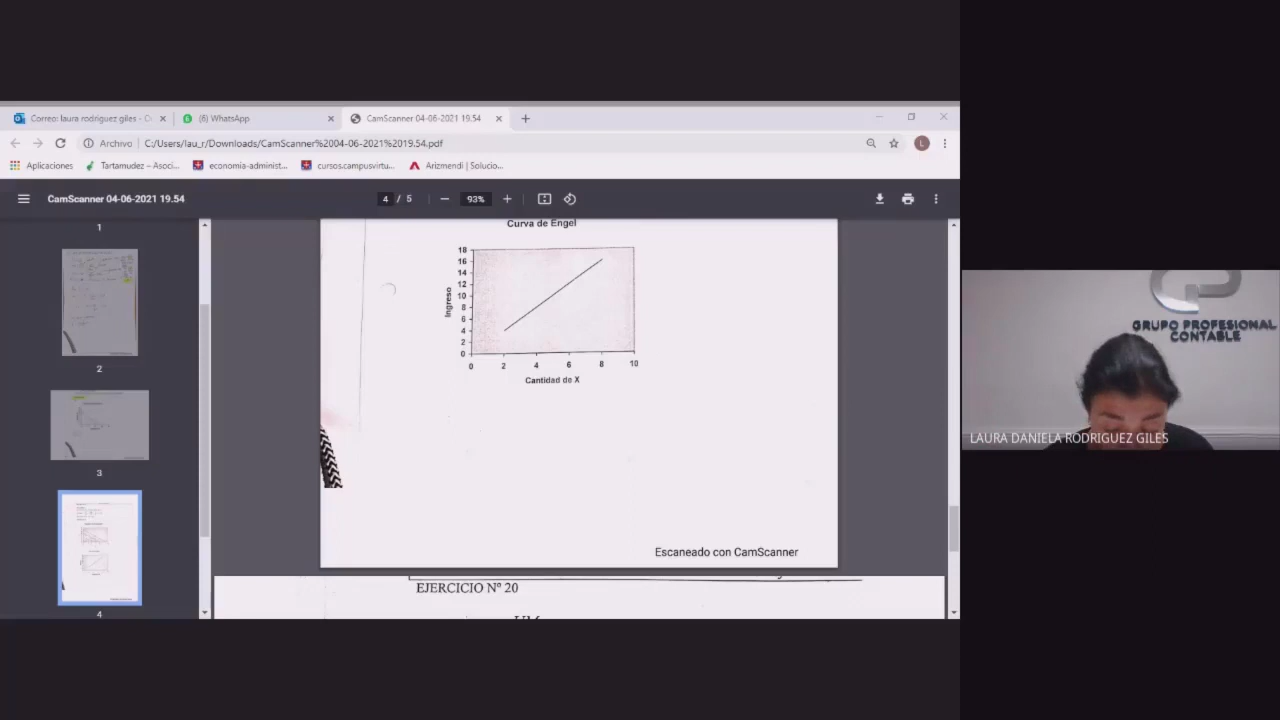 Correo: laura rodriguez giles - O
(6) WhatsApp
CamScanner 04-06-2021 19.54
Archivo
C:/Users/lau_r/Downloads/CamScanner%2004-06-2021%2019.54.pdf
L
Aplicaciones
Tartamudez – Asoci...
economia-administ...
cursos.campusvirtu...
Arizmendi | Solucio...
CamScanner 04-06-2021 19.54
4 / 5
93%
1
2
3
4
Curva de Engel
18
16
14
12
10
8
6
4
2
0
Ingreso
0 2 4 6 8 10
Cantidad de X
Escaneado con CamScanner
EJERCICIO Nº 20
GRUPO PROFESIONAL
CONTABLE
LAURA DANIELA RODRIGUEZ GILES